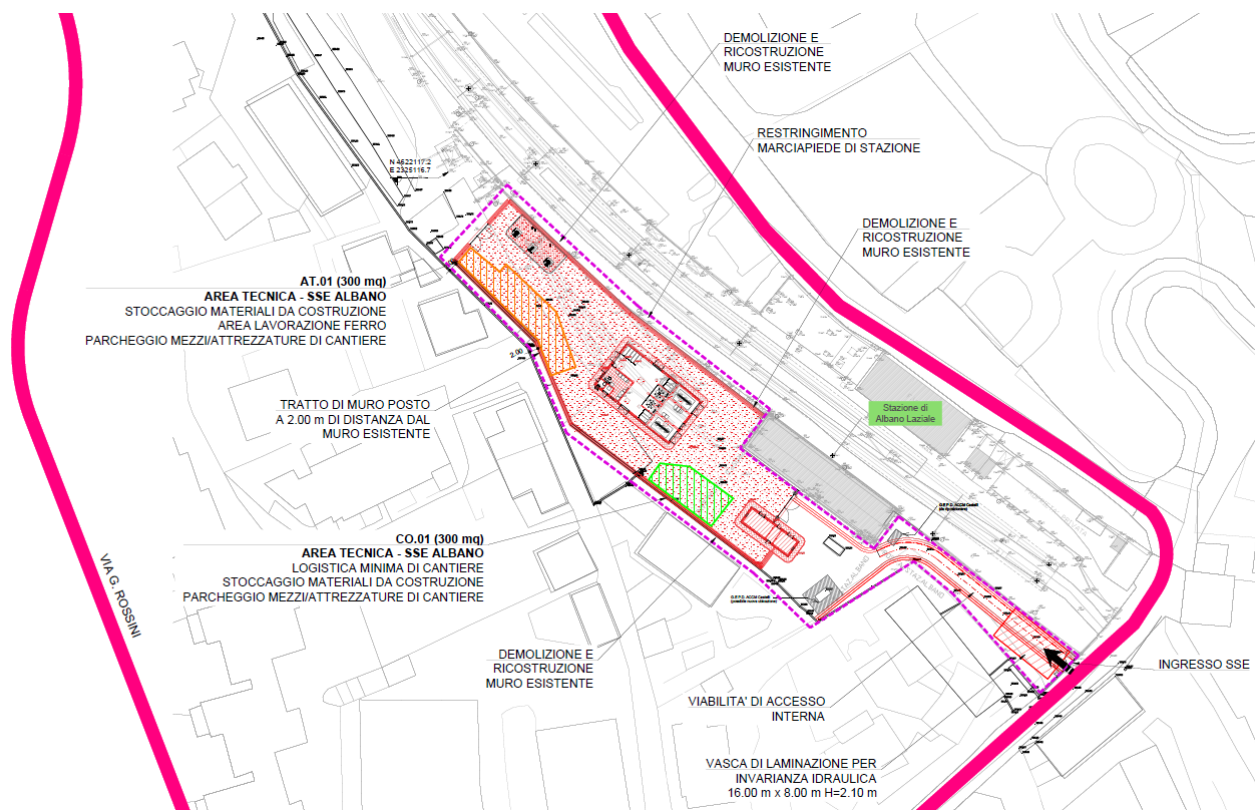 DEMOLIZIONE E
RICOSTRUZIONE
MURO ESISTENTE
RESTRINGIMENTO
MARCIAPIEDE DI STAZIONE
N 4622117.2
E 2325116.7
DEMOLIZIONE E
RICOSTRUZIONE
MURO ESISTENTE
AT.01 (300 mq)
AREA TECNICA - SSE ALBANO
STOCCAGGIO MATERIALI DA COSTRUZIONE
AREA LAVORAZIONE FERRO
PARCHEGGIO MEZZI/ATTREZZATURE DI CANTIERE
2.00
TRATTO DI MURO POSTO
A 2.00 m DI DISTANZA DAL
MURO ESISTENTE
Stazione di
Albano Laziale
CO.01 (300 mq)
AREA TECNICA - SSE ALBANO
LOGISTICA MINIMA DI CANTIERE
STOCCAGGIO MATERIALI DA COSTRUZIONE
PARCHEGGIO MEZZI/ATTREZZATURE DI CANTIERE
VIA G. ROSSINI
DEMOLIZIONE E
RICOSTRUZIONE
MURO ESISTENTE
INGRESSO SSE
VIABILITA' DI ACCESSO
INTERNA
VASCA DI LAMINAZIONE PER
INVARIANZA IDRAULICA
16.00 m x 8.00 m H=2.10 m